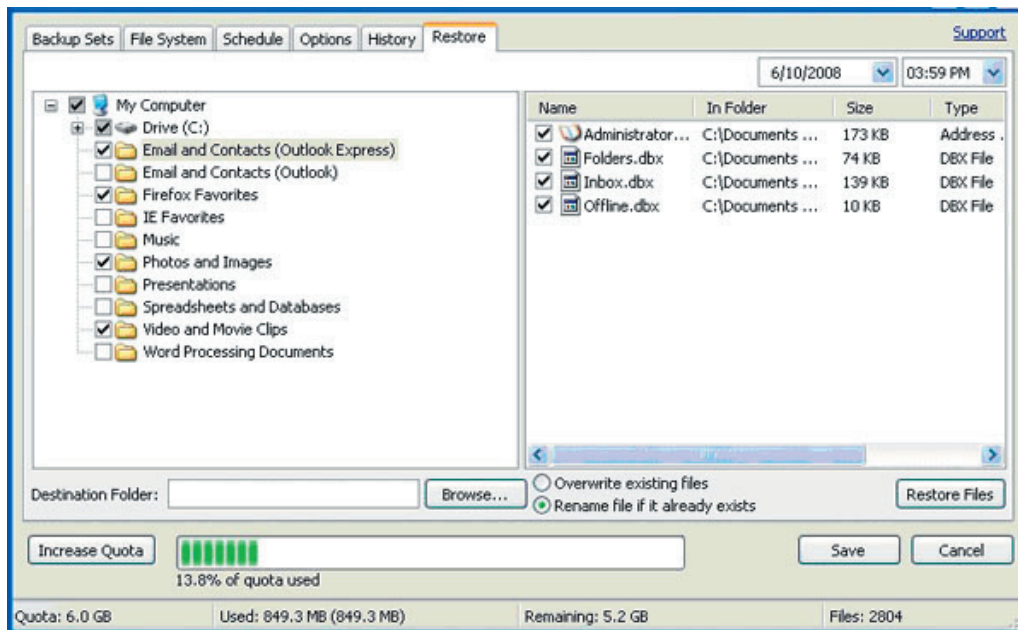 Support
Backup Sets File System Schedule Options History Restore
6/10/2008 03:59 PM
My Computer
Drive (C:)
Email and Contacts (Outlook Express)
Email and Contacts (Outlook)
Firefox Favorites
IE Favorites
Music
Photos and Images
Presentations
Spreadsheets and Databases
Video and Movie Clips
Word Processing Documents
Name In Folder Size Type
Administrator... C:\Documents ... 173 KB Address .
Folders.dbx C:\Documents ... 74 KB DBX File
Inbox.dbx C:\Documents ... 139 KB DBX File
Offline.dbx C:\Documents ... 10 KB DBX File
Destination Folder: Browse...
Overwrite existing files
Rename file if it already exists
Restore Files
Increase Quota
13.8% of quota used
Save Cancel
Quota: 6.0 GB Used: 849.3 MB (849.3 MB) Remaining: 5.2 GB Files: 2804